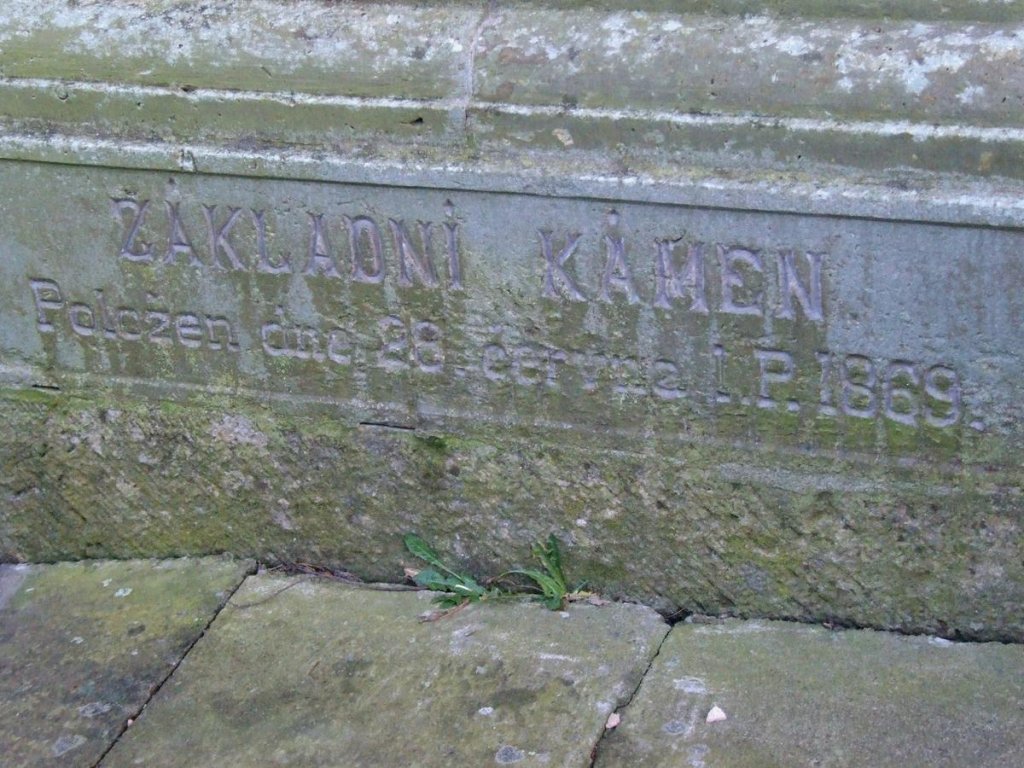 ZÁKLADNÍ KÁMEN
Položen dne 28. června l.P. 1869.